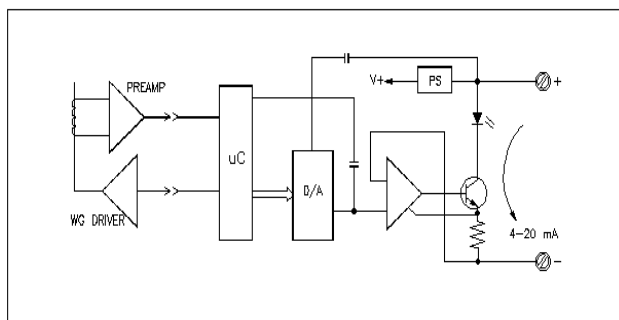 PREAMP
V+
PS
+
uC
D/A
WG DRIVER
4-20 mA
-